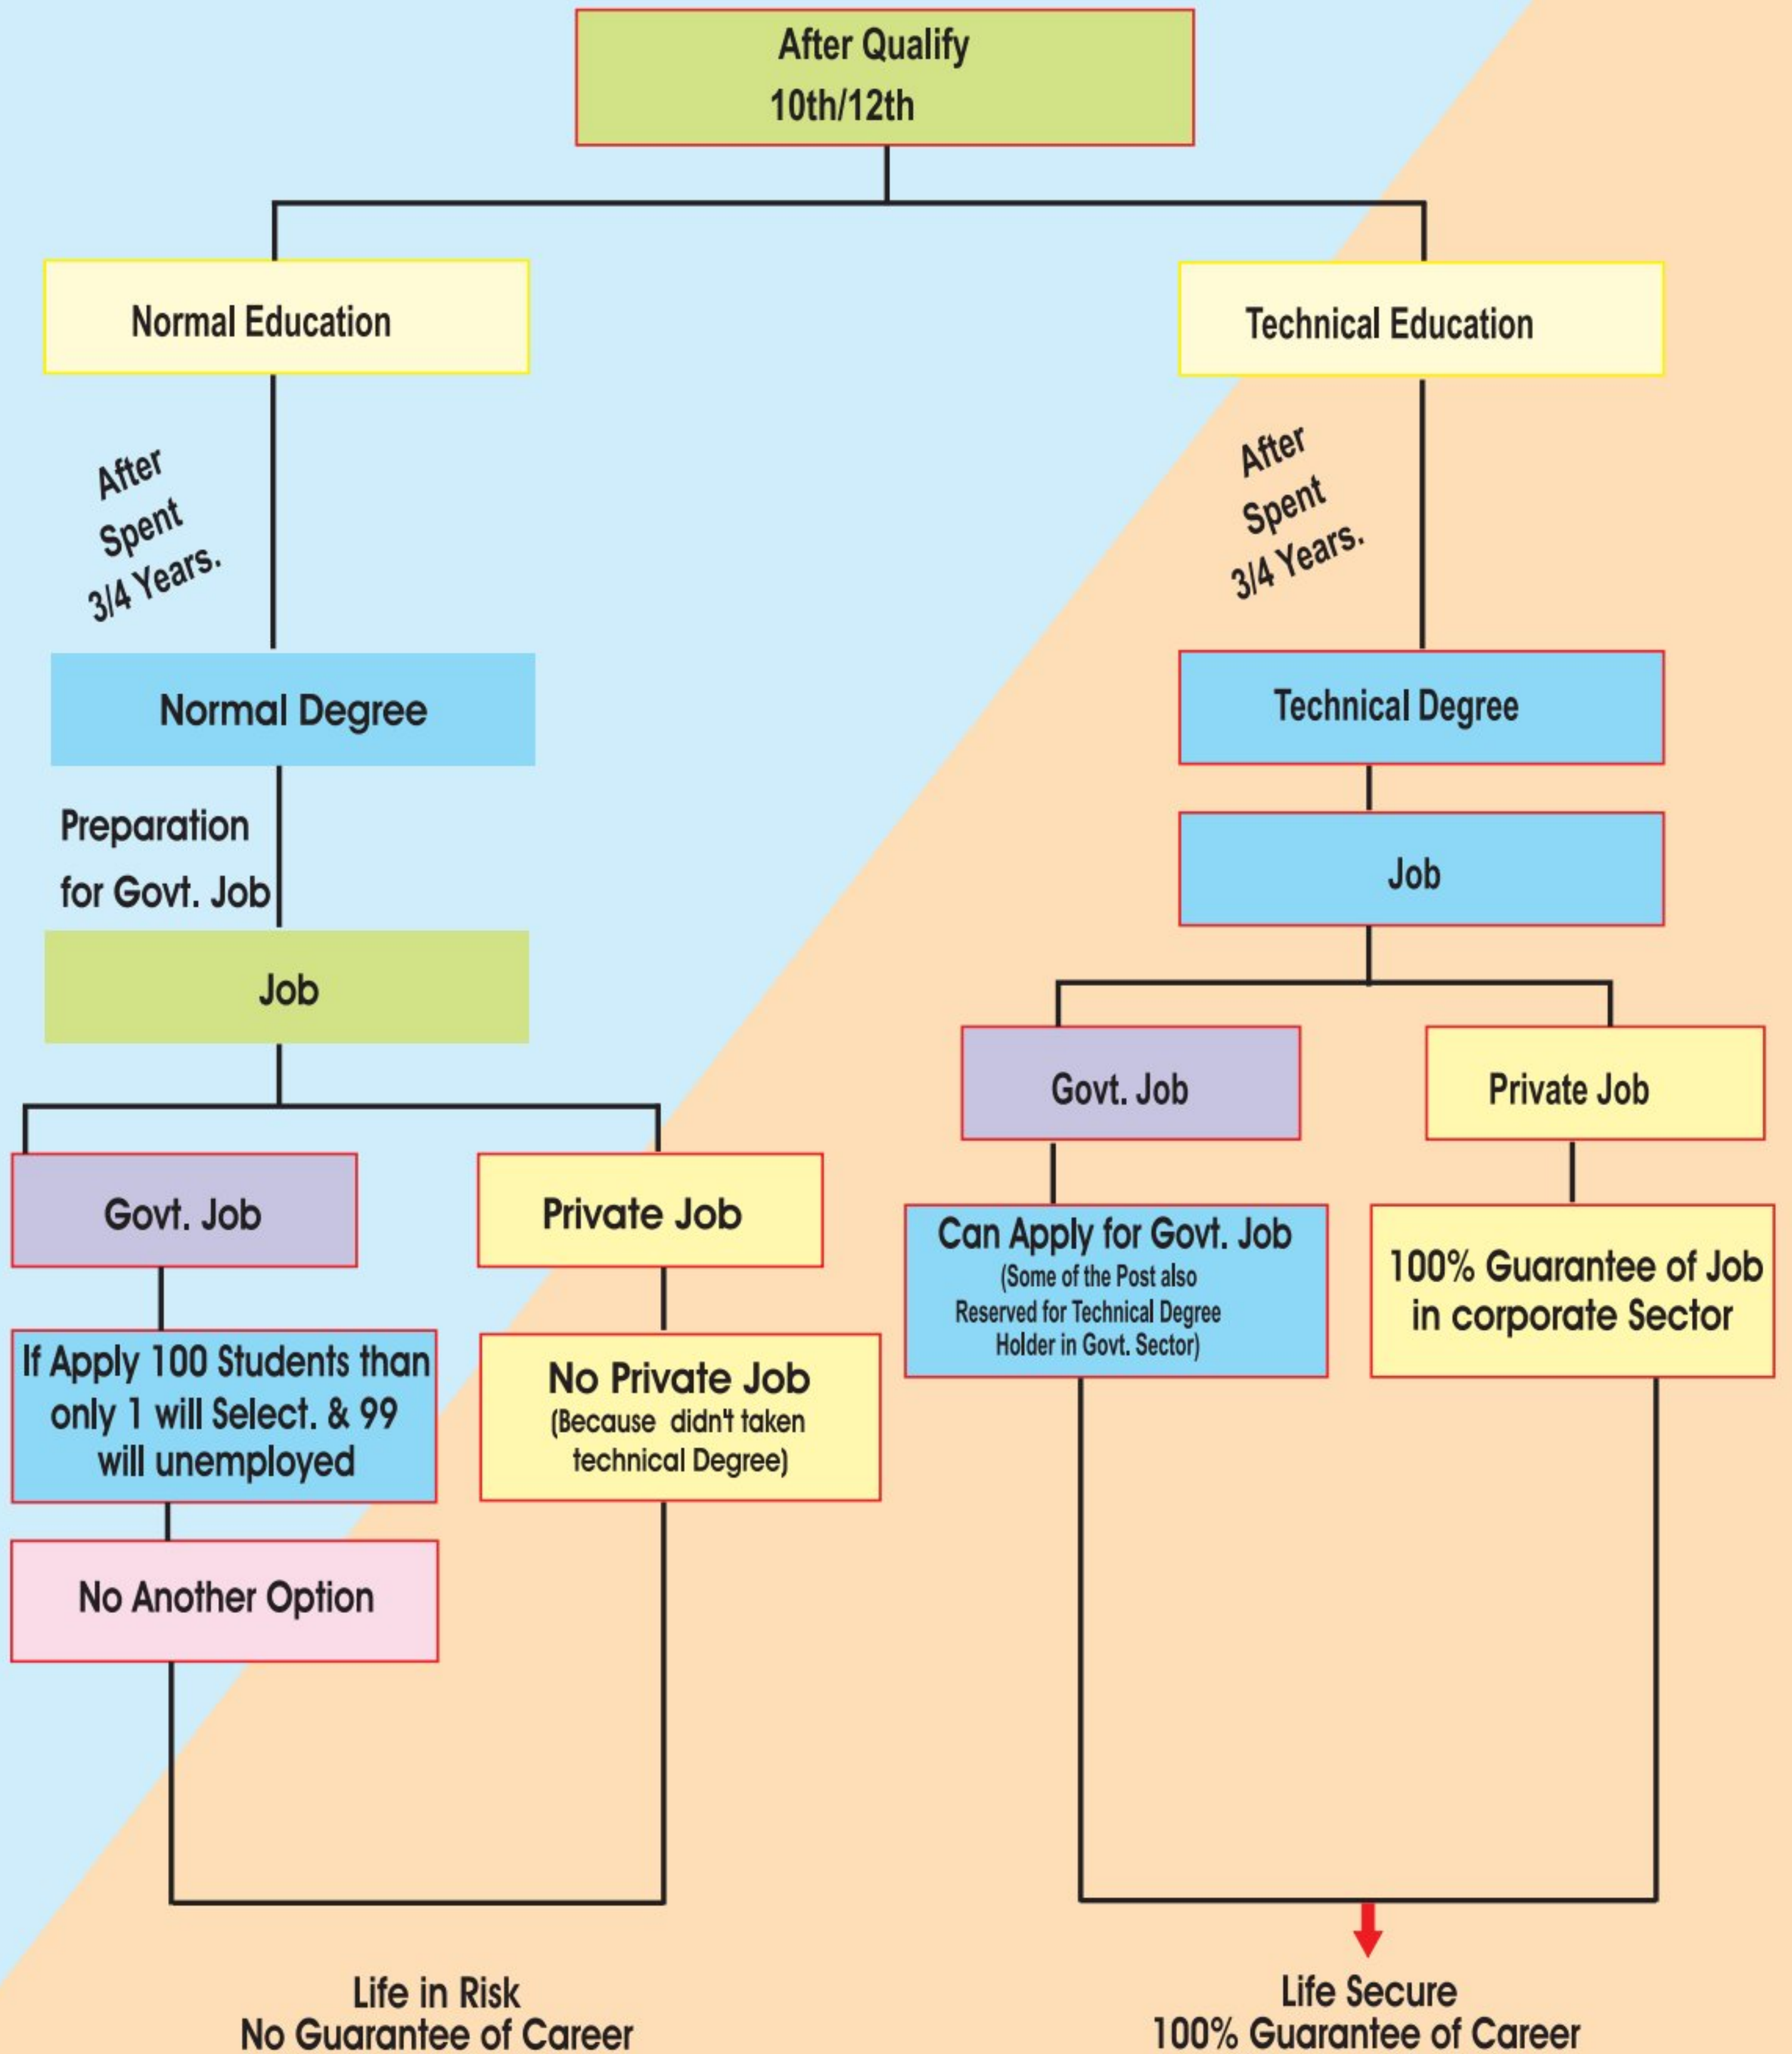 After Qualify
10th/12th
Normal Education
After
Spent
3/4 Years.
Normal Degree
Preparation
for Govt. Job
Job
Govt. Job
If Apply 100 Students than
only 1 will Select. & 99
will unemployed
No Another Option
Private Job
No Private Job
(Because didn't taken
technical Degree)
Life in Risk
No Guarantee of Career
Technical Education
After
Spent
3/4 Years.
Technical Degree
Job
Govt. Job
Can Apply for Govt. Job
(Some of the Post also
Reserved for Technical Degree
Holder in Govt. Sector)
Private Job
100% Guarantee of Job
in corporate Sector
Life Secure
100% Guarantee of Career